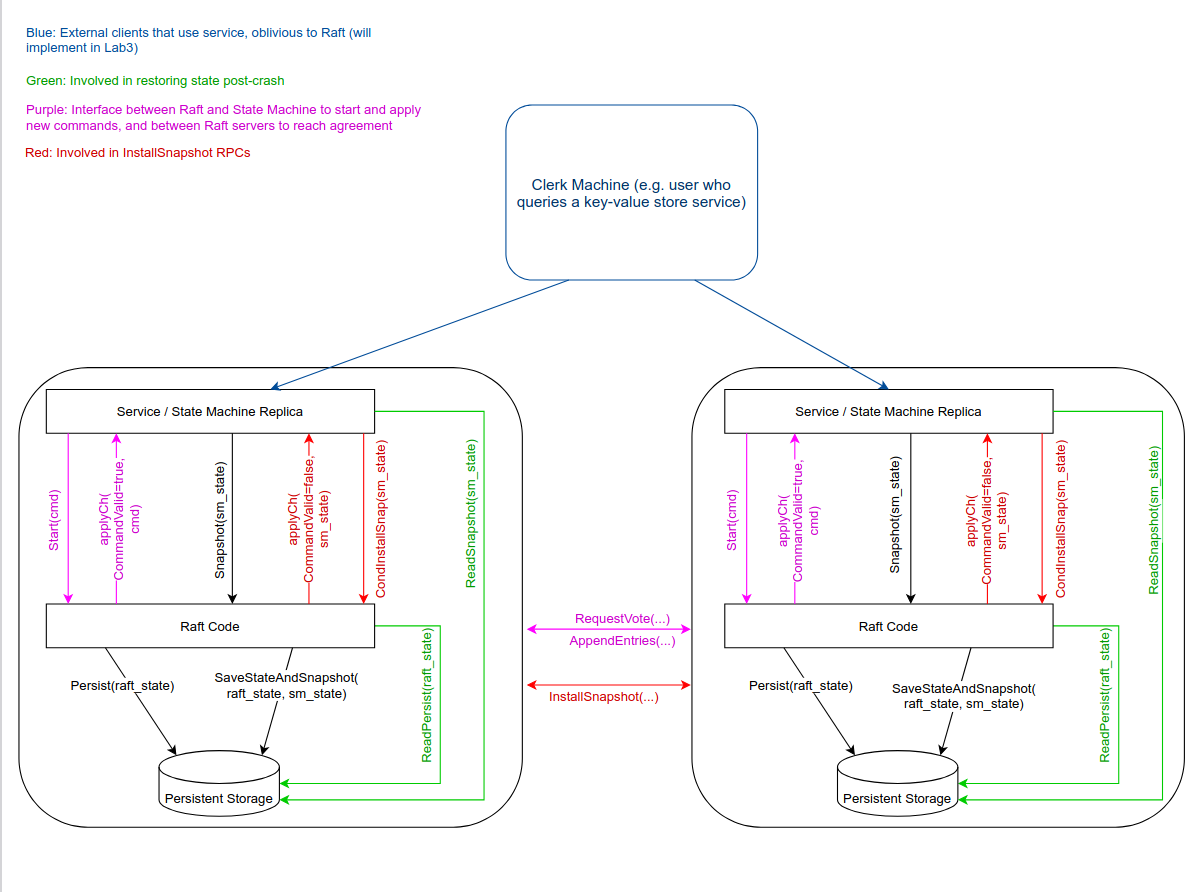 Blue: External clients that use service, oblivious to Raft (will
implement in Lab3)
Green: Involved in restoring state post-crash
Purple: Interface between Raft and State Machine to start and apply
new commands, and between Raft servers to reach agreement
Red: Involved in InstallSnapshot RPCs
Clerk Machine (e.g. user who
queries a key-value store service)
Service / State Machine Replica
Start(cmd)
applyCh(
CommandValid=true,
cmd)
Snapshot(sm_state)
applyCh(
CommandValid=false,
sm_state)
CondInstallSnap(sm_state)
ReadSnapshot(sm_state)
Raft Code
Persist(raft_state)
SaveStateAndSnapshot(
raft_state, sm_state)
ReadPersist(raft_state)
Persistent Storage
RequestVote(...)
AppendEntries(...)
InstallSnapshot(...)
Service / State Machine Replica
Start(cmd)
applyCh(
CommandValid=true,
cmd)
Snapshot(sm_state)
applyCh(
CommandValid=false,
sm_state)
CondInstallSnap(sm_state)
ReadSnapshot(sm_state)
Raft Code
Persist(raft_state)
SaveStateAndSnapshot(
raft_state, sm_state)
ReadPersist(raft_state)
Persistent Storage